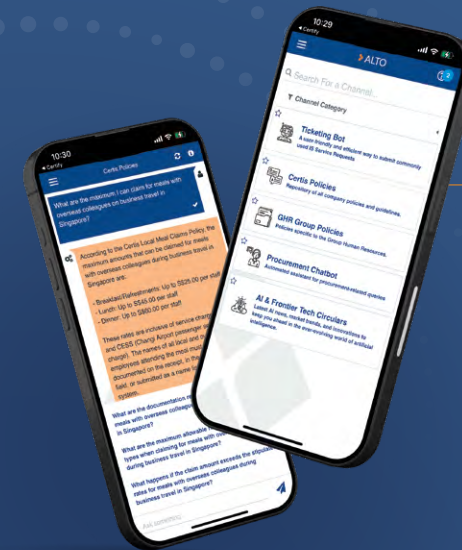 10:30
Certify
Certis Policies
What are the maximum I can claim for meals with
overseas colleagues on business travel in
Singapore?
According to the Certis Local Meal Claims Policy, the
maximum amounts that can be claimed for meals
with overseas colleagues during business travel in
Singapore are:
- Breakfast/Refreshments: Up to S$25.00 per staff
- Lunch: Up to S$45.00 per staff
- Dinner: Up to S$60.00 per staff
These rates are inclusive of service charge
and CESS (Changi Airport passenger
charge). The names of all local and
employees attending the meal must
documented on the receipt, in the
field, or submitted as a name
system.
What are the documentation
meals with overseas colleagues
in Singapore?
What are the maximum allowable
types when claiming for meals with
during business travel in Singapore?
What happens if the claim amount exceeds the stipulated
rates for meals with overseas colleagues during
business travel in Singapore?
Ask something
10:29
Certify
ALTO
2
Search For a Channel...
Channel Category
Ticketing Bot
A user friendly and efficient way to submit commonly
used IS Service Requests
Certis Policies
Repository of all company policies and guidelines.
GHR Group Policies
Policies specific to the Group Human Resources.
Procurement Chatbot
Automated assistant for procurement-related queries
AI & Frontier Tech Circulars
Latest AI news, market trends, and innovations to
keep you ahead in the ever-evolving world of artificial
intelligence.